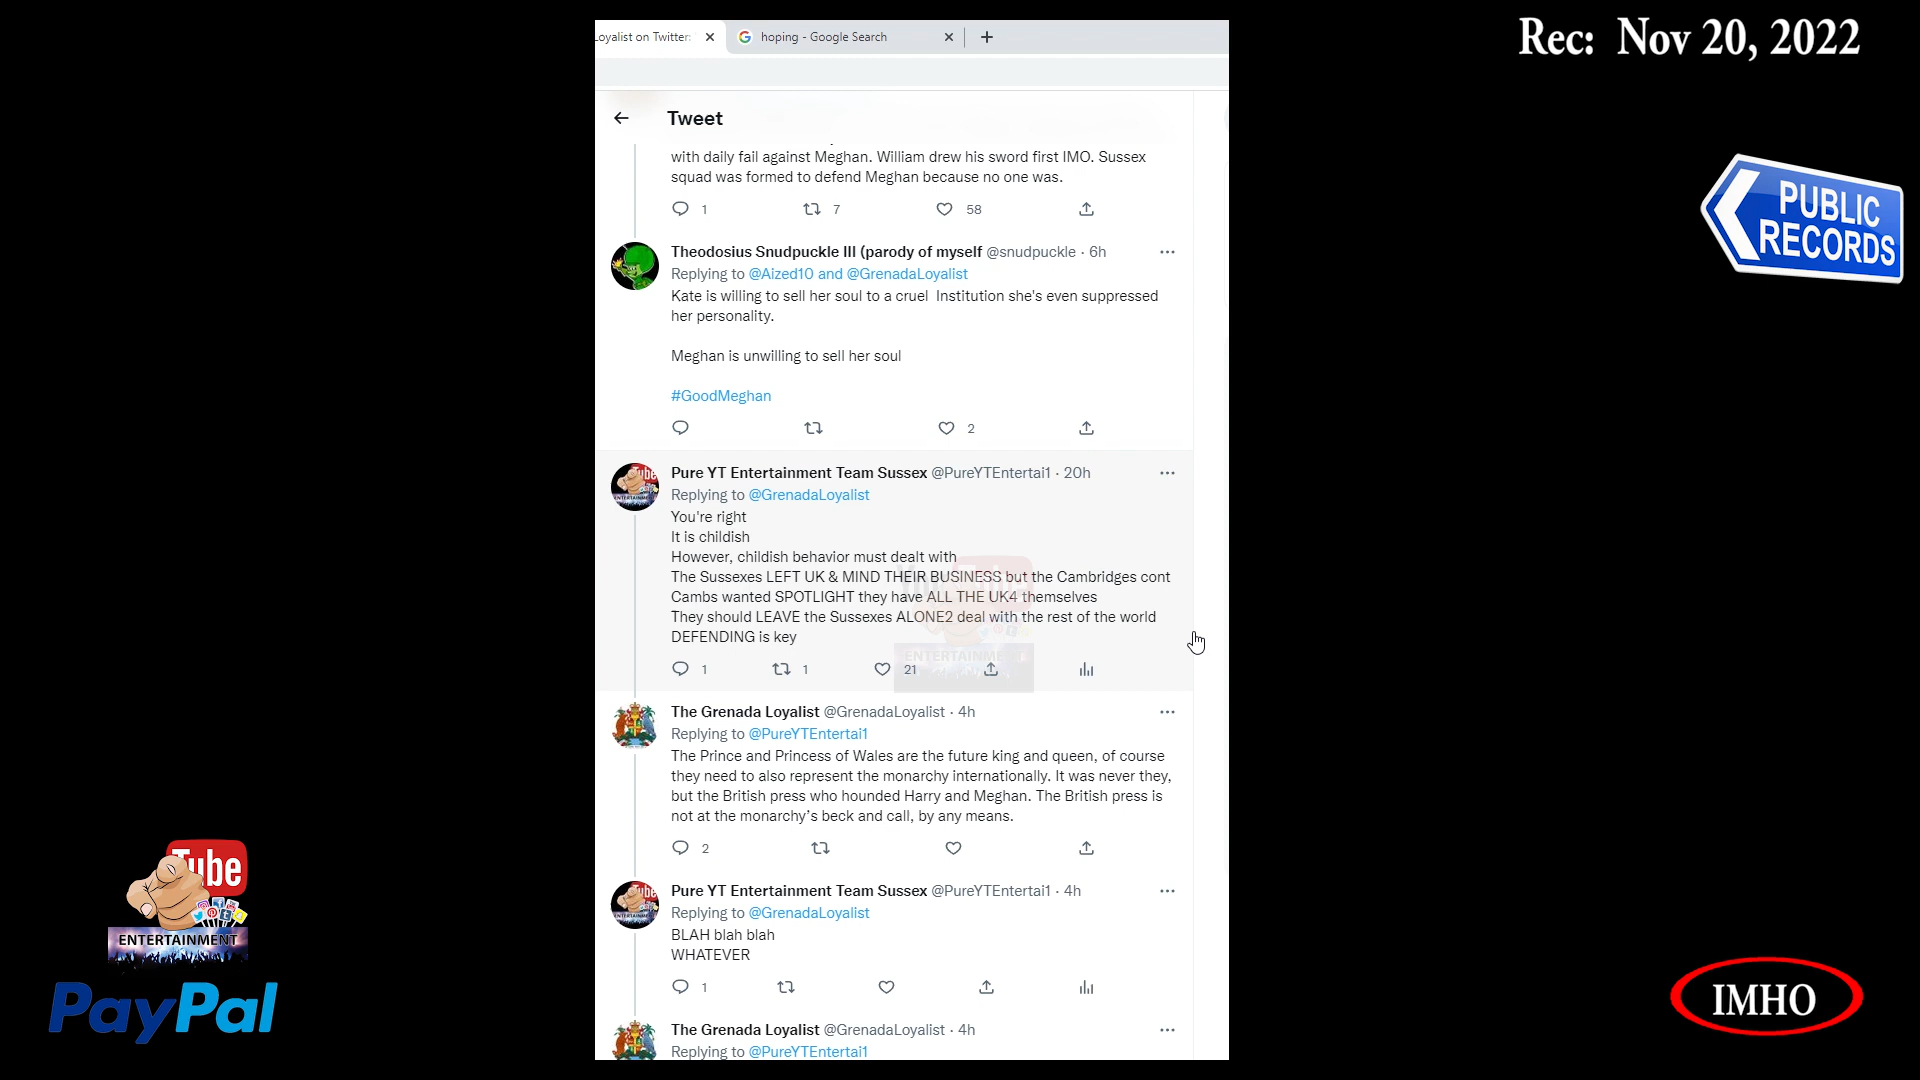 Rec: Nov 20, 2022
Loyalist on Twitter:
hoping - Google Search
Tweet
with daily fail against Meghan. William drew his sword first IMO. Sussex
squad was formed to defend Meghan because no one was.
1 7 58
Theodosius Snudpuckle III (parody of myself @snudpuckle · 6h
Replying to @Aized10 and @GrenadaLoyalist
Kate is willing to sell her soul to a cruel Institution she's even suppressed
her personality.
Meghan is unwilling to sell her soul
#GoodMeghan
2
Pure YT Entertainment Team Sussex @PureYTEntertai1 · 20h
Replying to @GrenadaLoyalist
You're right
It is childish
However, childish behavior must dealt with
The Sussexes LEFT UK & MIND THEIR BUSINESS but the Cambridges cont
Cambs wanted SPOTLIGHT they have ALL THE UK4 themselves
They should LEAVE the Sussexes ALONE2 deal with the rest of the world
DEFENDING is key
1 1 21
ENTERTAINMENT
The Grenada Loyalist @GrenadaLoyalist · 4h
Replying to @PureYTEntertai1
The Prince and Princess of Wales are the future king and queen, of course
they need to also represent the monarchy internationally. It was never they,
but the British press who hounded Harry and Meghan. The British press is
not at the monarchy's beck and call, by any means.
2
Pure YT Entertainment Team Sussex @PureYTEntertai1 · 4h
Replying to @GrenadaLoyalist
BLAH blah blah
WHATEVER
1
The Grenada Loyalist @GrenadaLoyalist · 4h
Replying to @PureYTEntertai1
PUBLIC
RECORDS
Tube
ENTERTAINMENT
PayPal
IMHO